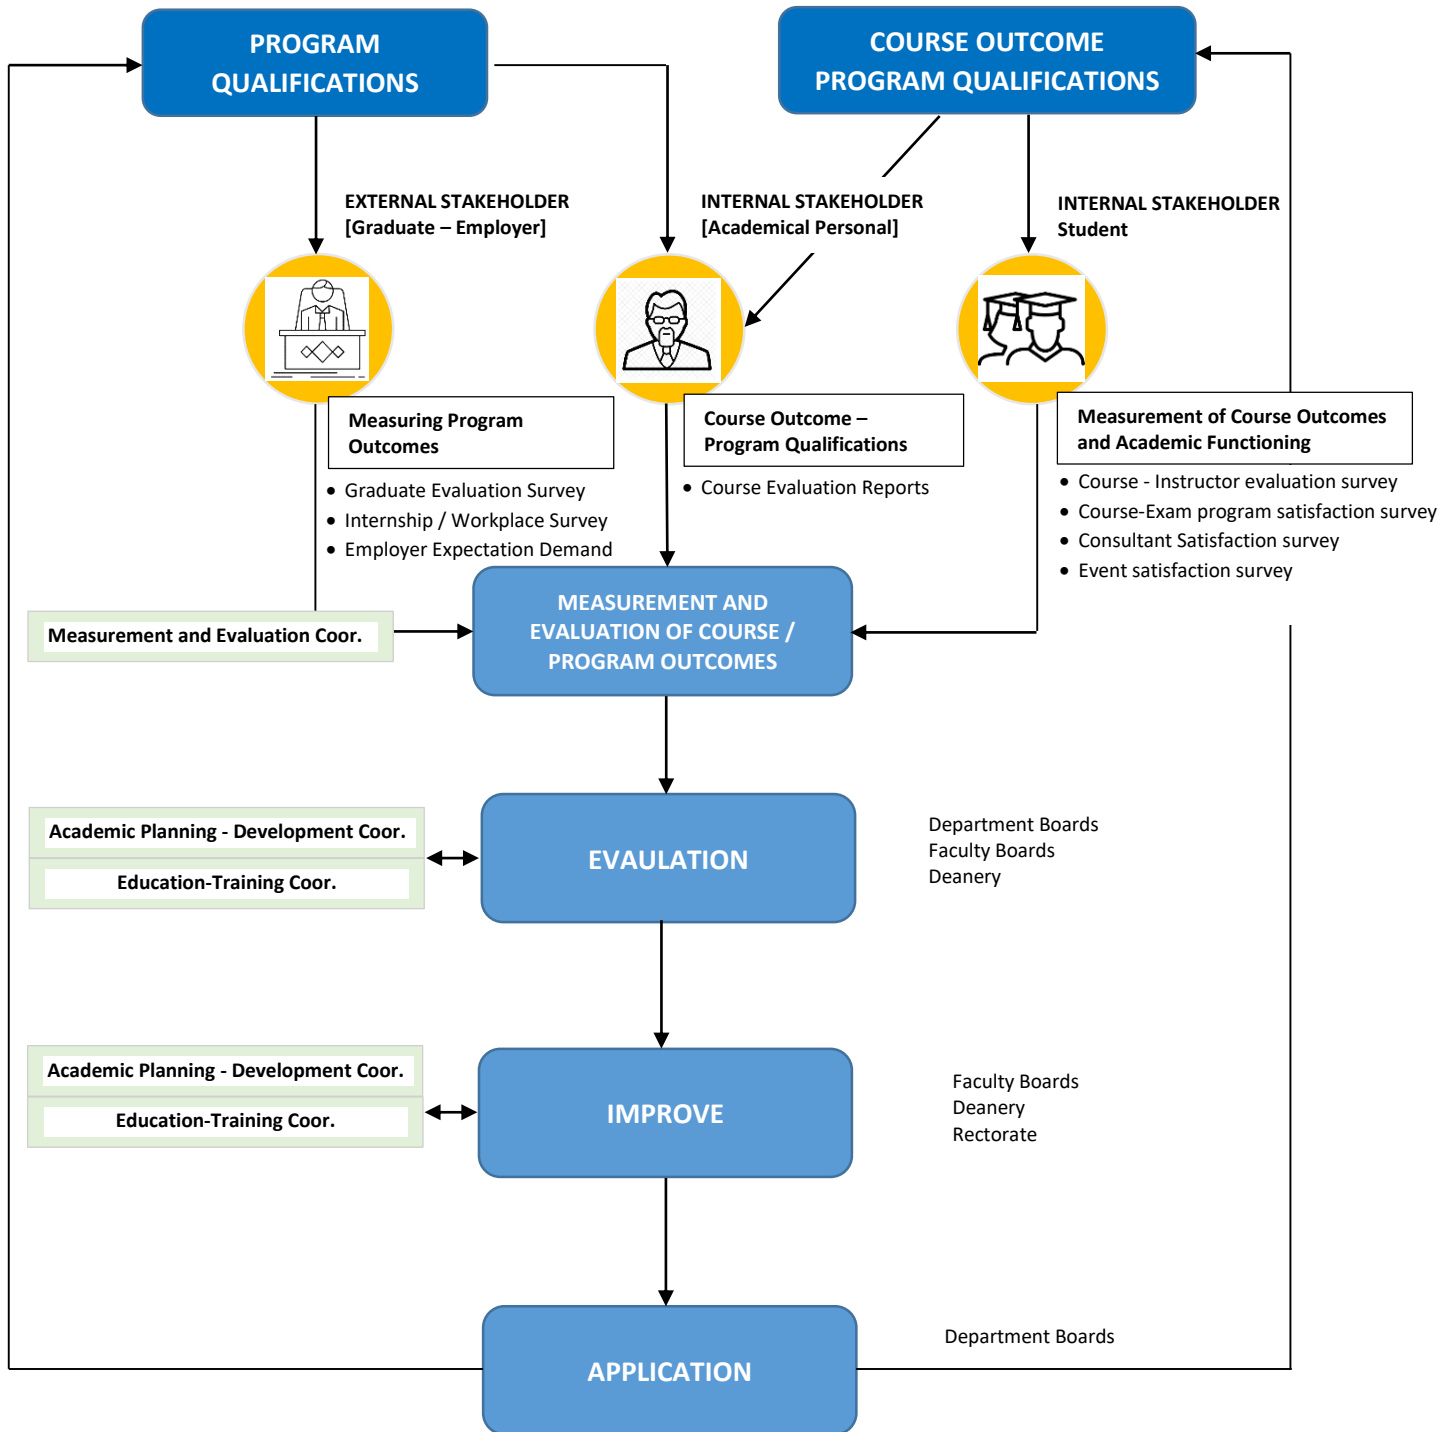 PROGRAM
QUALIFICATIONS
COURSE OUTCOME
PROGRAM QUALIFICATIONS
EXTERNAL STAKEHOLDER
[Graduate – Employer]
INTERNAL STAKEHOLDER
[Academical Personal]
INTERNAL STAKEHOLDER
Student
Measuring Program
Outcomes
• Graduate Evaluation Survey
• Internship / Workplace Survey
• Employer Expectation Demand
Course Outcome –
Program Qualifications
• Course Evaluation Reports
Measurement of Course Outcomes
and Academic Functioning
• Course - Instructor evaluation survey
• Course-Exam program satisfaction survey
• Consultant Satisfaction survey
• Event satisfaction survey
Measurement and Evaluation Coor.
MEASUREMENT AND
EVALUATION OF COURSE /
PROGRAM OUTCOMES
Academic Planning - Development Coor.
Education-Training Coor.
EVAULATION
Department Boards
Faculty Boards
Deanery
Academic Planning - Development Coor.
Education-Training Coor.
IMPROVE
Faculty Boards
Deanery
Rectorate
APPLICATION
Department Boards